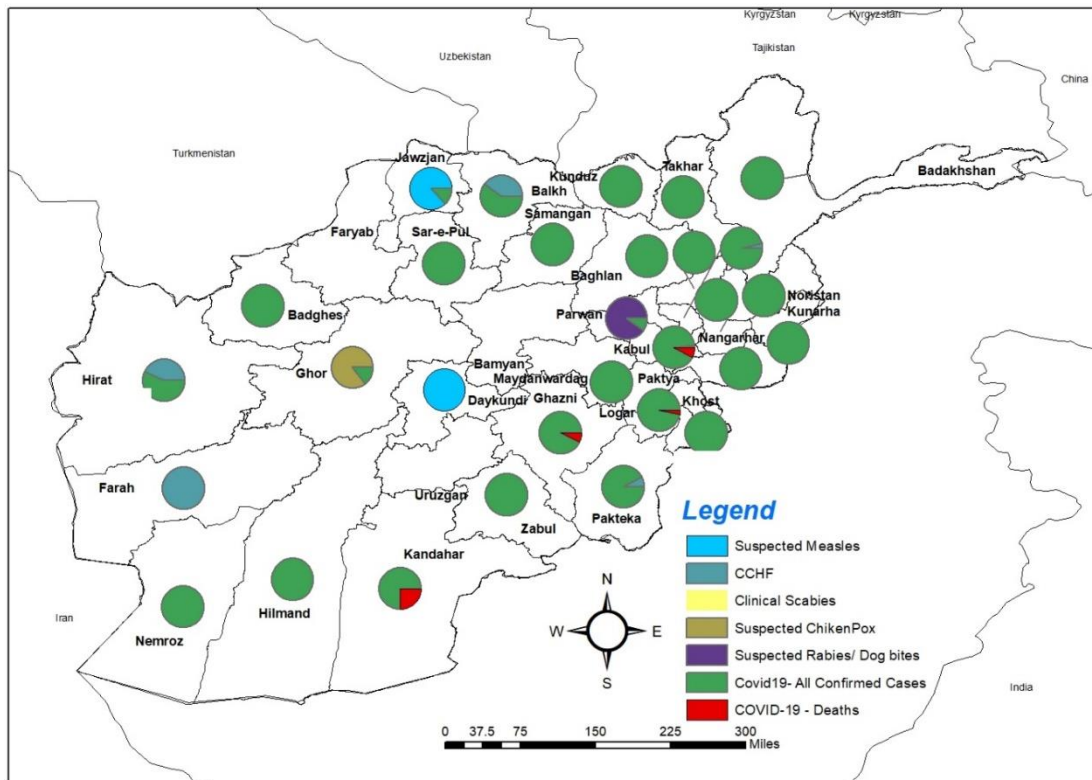 Kyrgyzstan
Kyrgyzstan
Uzbekistan
Tajikistan
China
Turkmenistan
Jawzjan
Takhar
Kunduz
Badakhshan
Balkh
Samangan
Faryab
Sar-e-Pul
Baghlan
Noristan
Badghes
Parwan
Kunarha
Nangarhar
Kabul
Bamyan
Hirat
Ghor
Maydanwardag
Paktya
Daykundi
Khost
Ghazni
Logar
Farah
Uruzgan
Zabul
Pakteka
Kandahar
Hilmand
Nemroz
Iran
India
Legend
Suspected Measles
CCHF
Clinical Scabies
Suspected ChikenPox
Suspected Rabies/ Dog bites
Covid19- All Confirmed Cases
COVID-19 - Deaths
N
W E
S
0 37.5 75 150 225 300
Miles